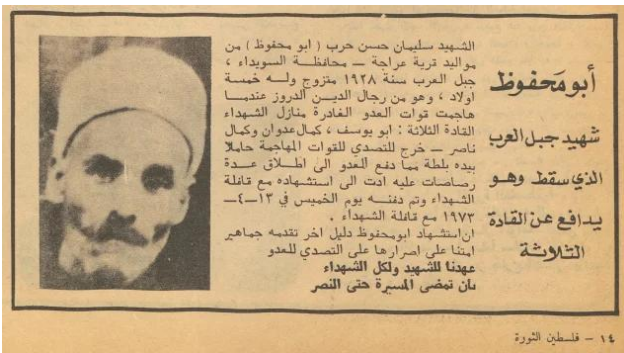 أبو مَحفوظ
شهيد جبل العرب
الذي سقط وهو
يدافع عن القادة
الثلاثة
الشهيد سليمان حسن حرب ( ابو محفوظ ) من
مواليد قرية عراجة — محافظة السويداء ،
جبل العرب سنة ١٩٢٨ متزوج وله خمسة
اولاد ، وهو من رجال الدين الدروز عندما
هاجمت قوات العدو الغادرة منازل الشهداء
القادة الثلاثة : ابو يوسف ، كمال عدوان وكمال
ناصر — خرج للتصدي للقوات المهاجمة حاملا
بيده بلطة مما دفع العدو الى اطلاق عدة
رصاصات عليه ادت الى استشهاده مع قافلة
الشهداء وتم دفنه يوم الخميس في ١٣—٤—
١٩٧٣ مع قافلة الشهداء .
ان استشهاد ابو محفوظ دليل اخر تقدمه جماهير
امتنا على اصرارها على التصدي للعدو
عهدنا للشهيد ولكل الشهداء
بان تمضي المسيرة حتى النصر
١٤ — فلسطين الثورة